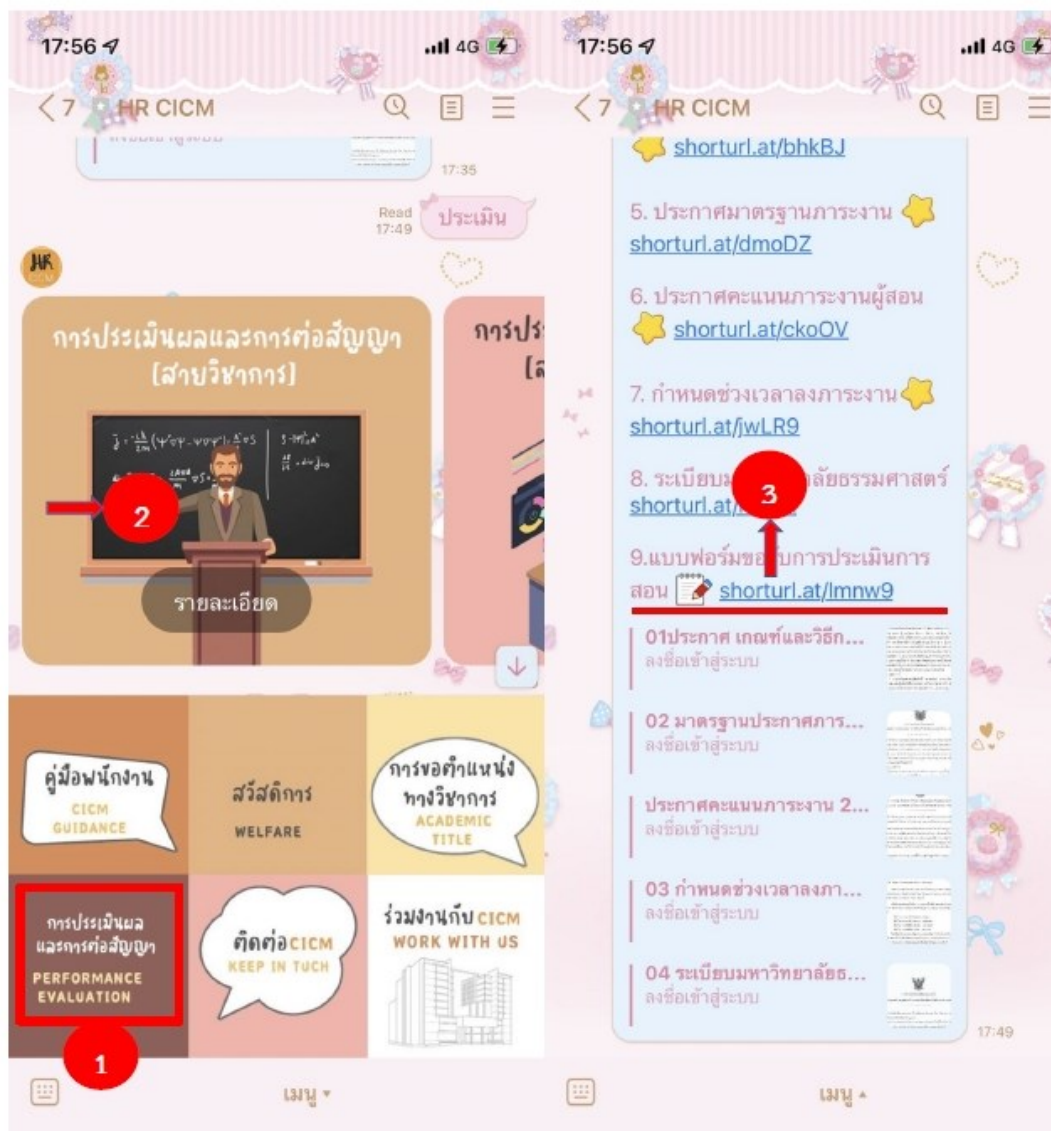 17:56
4G
7 HR CICM
17:35
Read
17:49
ประเมิน
HR
การประเมินผลและการต่อสัญญา
[สายวิชาการ]
2
รายละเอียด
การประ
คู่มือพนักงาน
CICM
GUIDANCE
สวัสดิการ
WELFARE
การขอตำแหน่ง
ทางวิชาการ
ACADEMIC
TITLE
การประเมินผล
และการต่อสัญญา
PERFORMANCE
EVALUATION
ติดต่อCICM
KEEP IN TUCH
ร่วมงานกับ CICM
WORK WITH US
1
เมนู
17:56
4G
7 HR CICM
shorturl.at/bhkBJ
5. ประกาศมาตรฐานภาระงาน
shorturl.at/dmoDZ
6. ประกาศคะแนนภาระงานผู้สอน
shorturl.at/ckoOV
7. กำหนดช่วงเวลาลงภาระงาน
shorturl.at/jwLR9
8. ระเบียบม ลัยธรรมศาสตร์
shorturl.at/
3
9.แบบฟอร์มขอรับการประเมินการ
สอน shorturl.at/lmnw9
01ประกาศ เกณฑ์และวิธีก...
ลงชื่อเข้าสู่ระบบ
02 มาตรฐานประกาศภาร...
ลงชื่อเข้าสู่ระบบ
ประกาศคะแนนภาระงาน 2...
ลงชื่อเข้าสู่ระบบ
03 กำหนดช่วงเวลาลงภา...
ลงชื่อเข้าสู่ระบบ
04 ระเบียบมหาวิทยาลัยธ...
ลงชื่อเข้าสู่ระบบ
17:49
เมนู